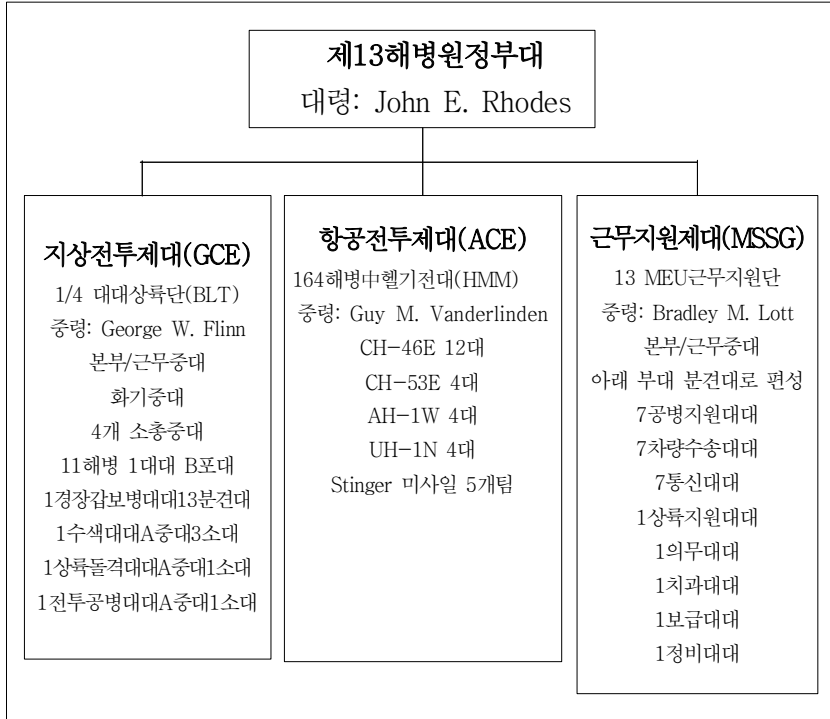 제13해병원정부대
대령: John E. Rhodes
지상전투제대(GCE)
1/4 대대상륙단(BLT)
중령: George W. Flinn
본부/근무중대
화기중대
4개 소총중대
11해병 1대대 B포대
1경장갑보병대대13분견대
1수색대대A중대3소대
1상륙돌격대대A중대1소대
1전투공병대대A중대1소대
항공전투제대(ACE)
164해병中헬기전대(HMM)
중령: Guy M. Vanderlinden
CH-46E 12대
CH-53E 4대
AH-1W 4대
UH-1N 4대
Stinger 미사일 5개팀
근무지원제대(MSSG)
13 MEU근무지원단
중령: Bradley M. Lott
본부/근무중대
아래 부대 분견대로 편성
7공병지원대대
7차량수송대대
7통신대대
1상륙지원대대
1의무대대
1치과대대
1보급대대
1정비대대